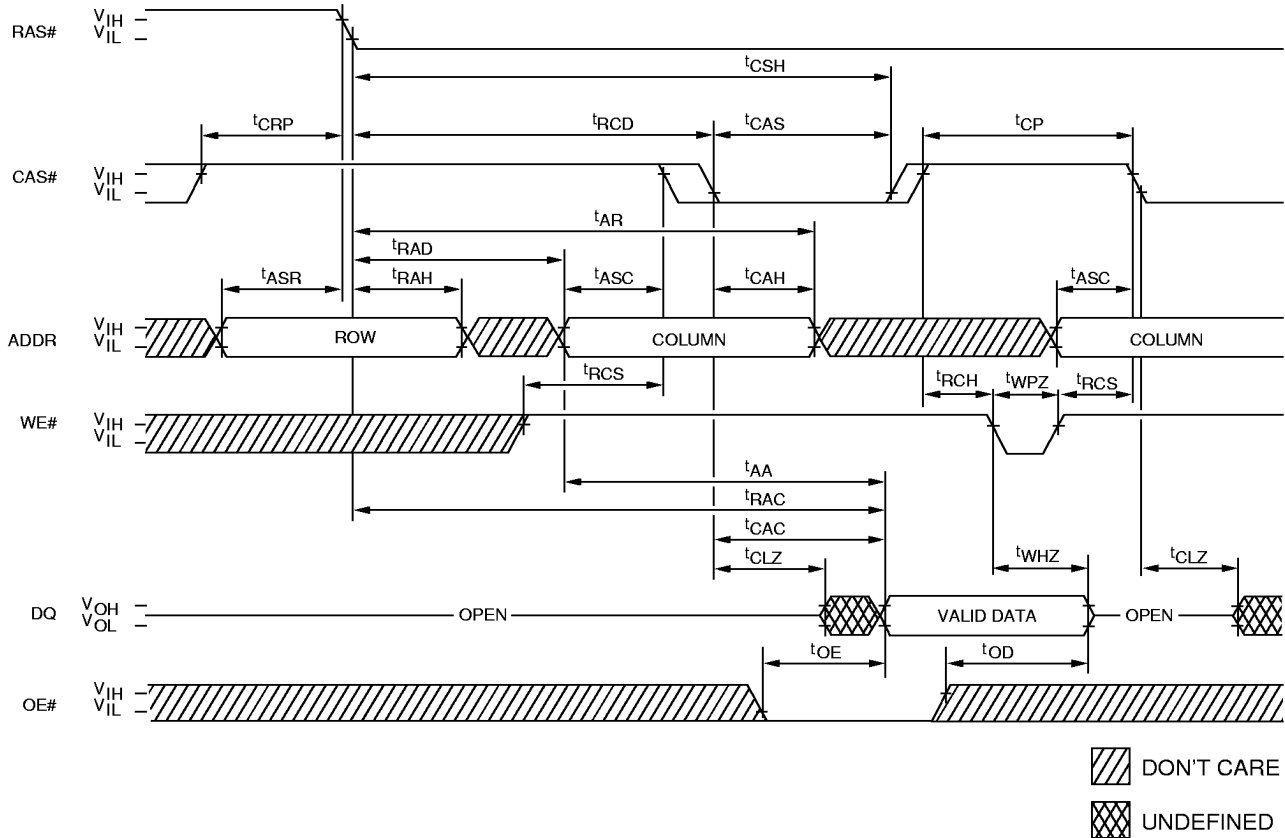 RAS# VIH VIL
tCSH
tCRP tRCD tCAS tCP
CAS# VIH VIL
tAR
tRAD
tASR tRAH tASC tCAH tASC
ADDR VIH VIL ROW COLUMN COLUMN
tRCS tRCH tWPZ tRCS
WE# VIH VIL
tAA
tRAC
tCAC
tCLZ tWHZ tCLZ
DQ VOH VOL OPEN VALID DATA OPEN
tOE tOD
OE# VIH VIL
DON'T CARE
UNDEFINED